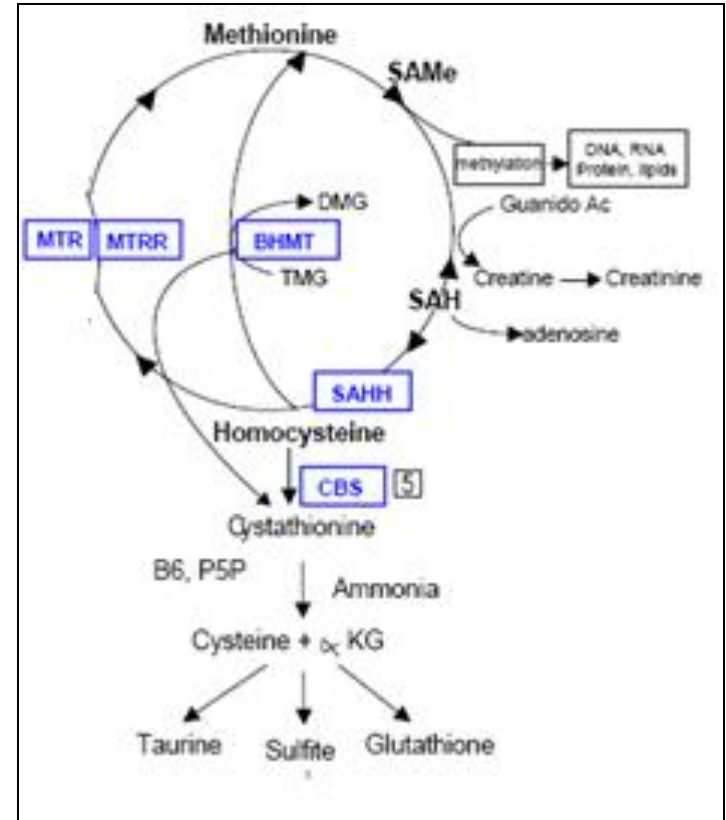 Methionine
SAMe
methylation
DNA, RNA
Protein, lipids
DMG
Guanido Ac
MTR MTRR BHMT
TMG
Creatine Creatinine
SAH
adenosine
SAHH
Homocysteine
CBS 5
Cystathionine
B6, P5P
Ammonia
Cysteine + ∝ KG
Taurine Sulfite Glutathione